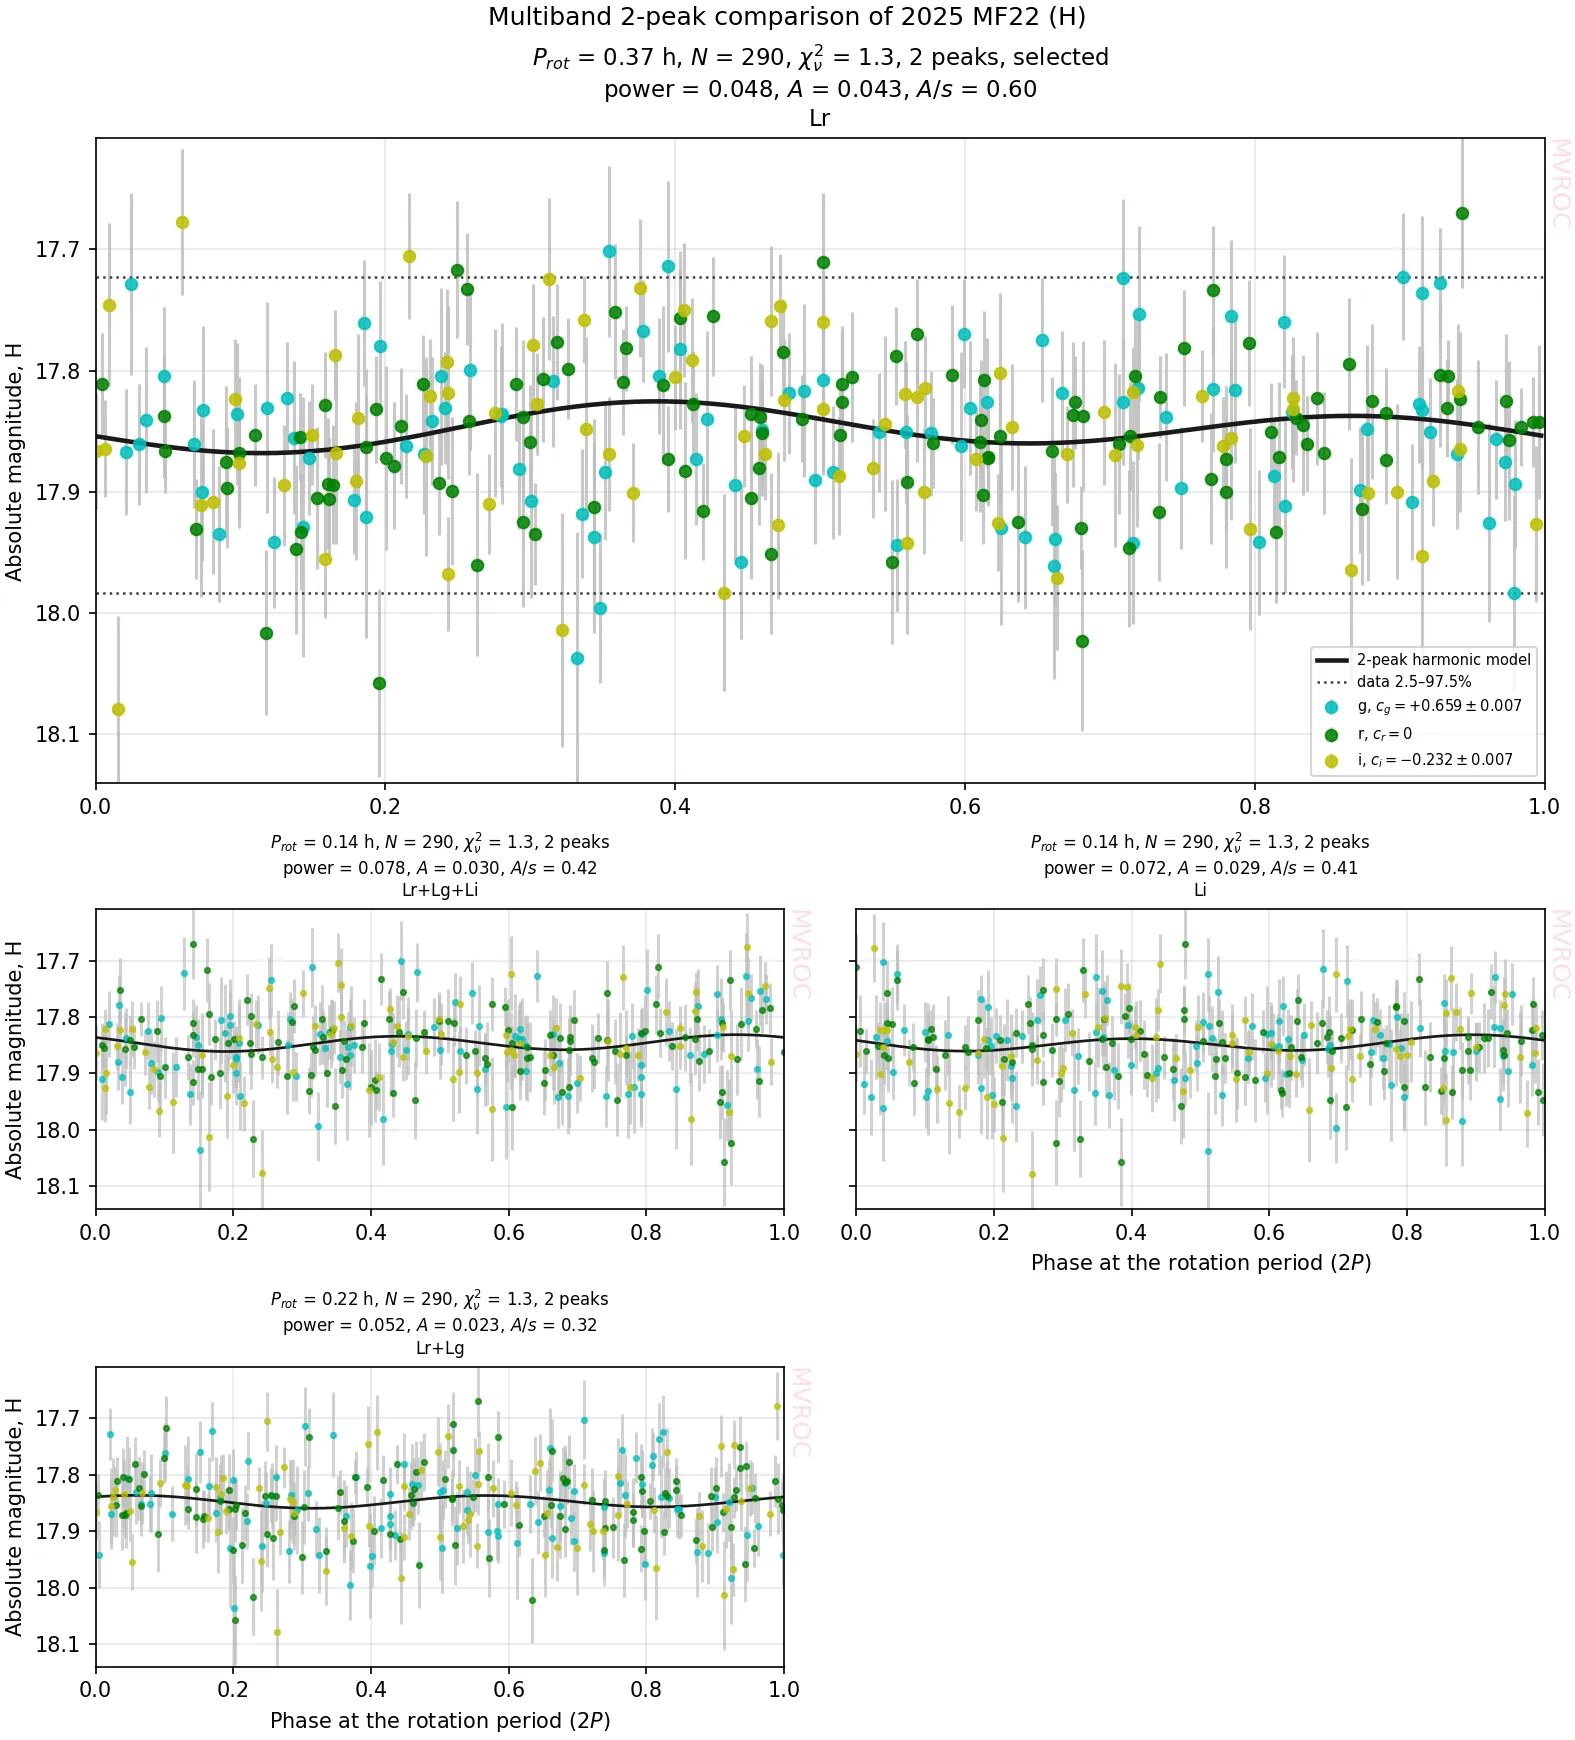 Multiband 2-peak comparison of 2025 MF22 (H)
P_rot = 0.37 h, N = 290, χ²_ν = 1.3, 2 peaks, selected
power = 0.048, A = 0.043, A/s = 0.60
Lr
Absolute magnitude, H
17.7
17.8
17.9
18.0
18.1
0.0 0.2 0.4 0.6 0.8 1.0
2-peak harmonic model
data 2.5–97.5%
g, c_g = +0.659 ± 0.007
r, c_r = 0
i, c_i = −0.232 ± 0.007
MVROC
P_rot = 0.14 h, N = 290, χ²_ν = 1.3, 2 peaks
power = 0.078, A = 0.030, A/s = 0.42
Lr+Lg+Li
Absolute magnitude, H
17.7
17.8
17.9
18.0
18.1
0.0 0.2 0.4 0.6 0.8 1.0
MVROC
P_rot = 0.14 h, N = 290, χ²_ν = 1.3, 2 peaks
power = 0.072, A = 0.029, A/s = 0.41
Li
0.0 0.2 0.4 0.6 0.8 1.0
Phase at the rotation period (2P)
MVROC
P_rot = 0.22 h, N = 290, χ²_ν = 1.3, 2 peaks
power = 0.052, A = 0.023, A/s = 0.32
Lr+Lg
Absolute magnitude, H
17.7
17.8
17.9
18.0
18.1
0.0 0.2 0.4 0.6 0.8 1.0
Phase at the rotation period (2P)
MVROC